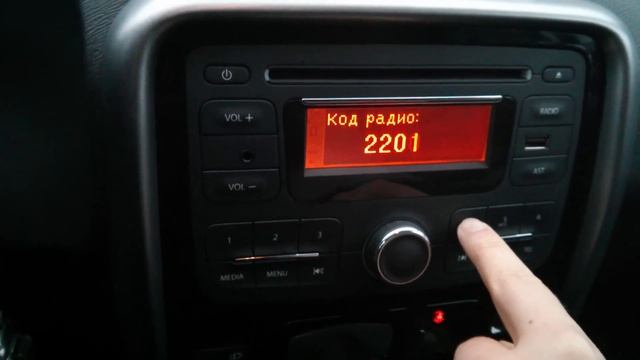 Код радио:
2201
VOL +
VOL −
RADIO
AST
1 2 3
MEDIA MENU